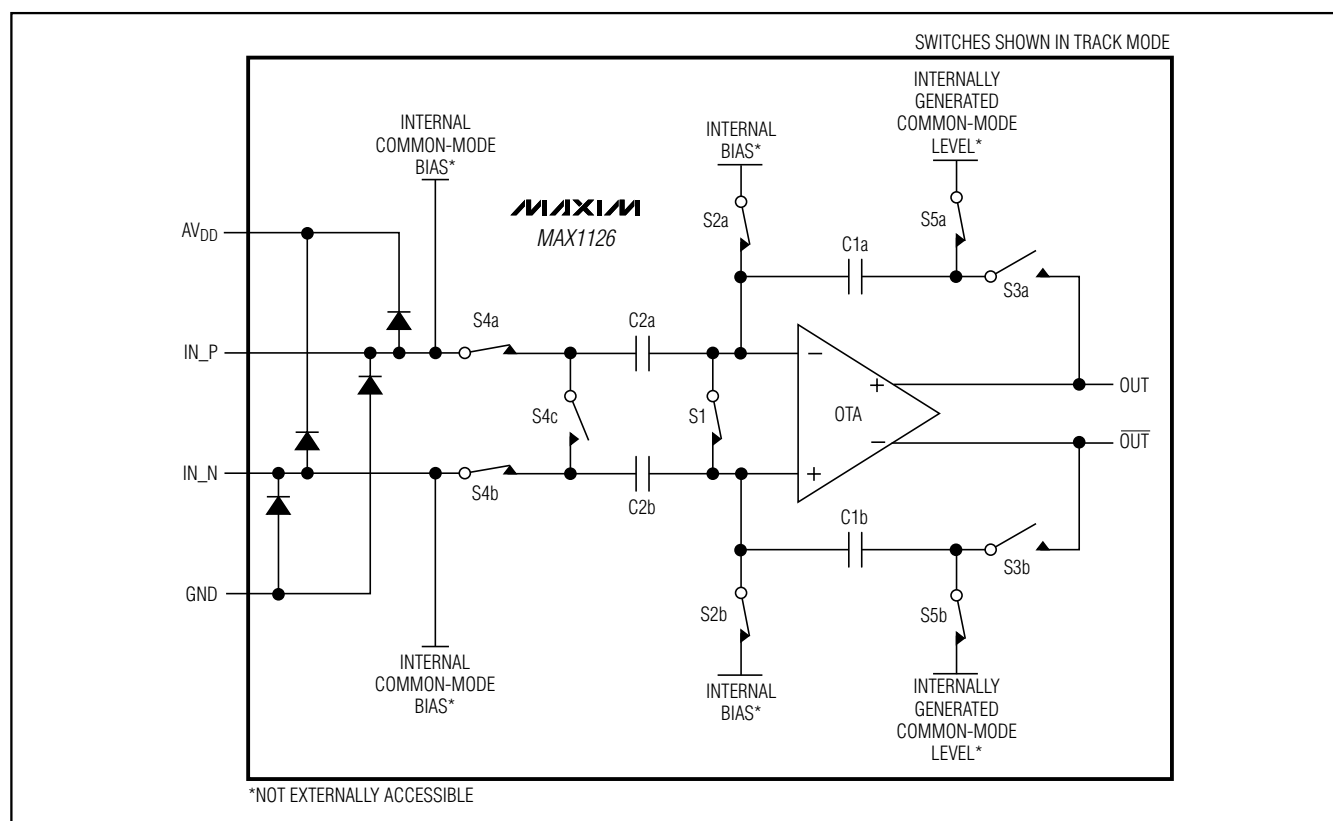 SWITCHES SHOWN IN TRACK MODE
INTERNAL
COMMON-MODE
BIAS*
INTERNAL
BIAS*
INTERNALLY
GENERATED
COMMON-MODE
LEVEL*
MAXIM
MAX1126
AVDD
S2a
S5a
C1a
S3a
S4a
C2a
IN_P
S4c
S1
OTA
−
+
OUT
−
+
OUT
IN_N
S4b
C2b
C1b
S3b
GND
S2b
S5b
INTERNAL
COMMON-MODE
BIAS*
INTERNAL
BIAS*
INTERNALLY
GENERATED
COMMON-MODE
LEVEL*
*NOT EXTERNALLY ACCESSIBLE